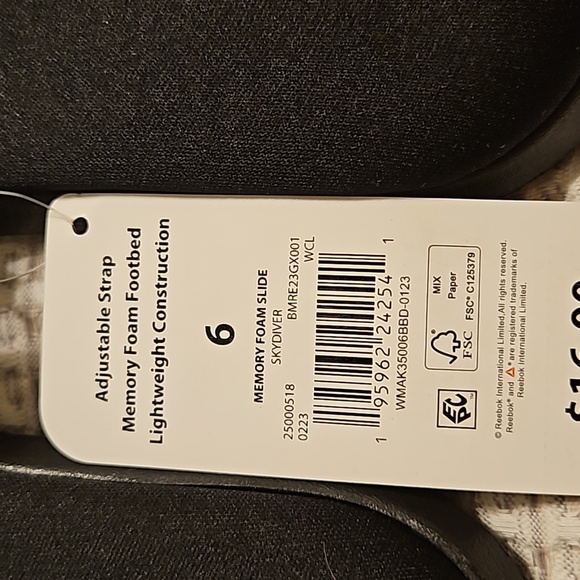 Adjustable Strap
Memory Foam Footbed
Lightweight Construction
6
MEMORY FOAM SLIDE
SKYDIVER
25000518 BMRE23GX001
0223 WCL
1 95962 24254 1
WMAK35006BBD-0123
EPC
FSC
MIX
Paper
FSC® C125379
© Reebok International Limited.All rights reserved.
Reebok® and ® are registered trademarks of
Reebok International Limited.